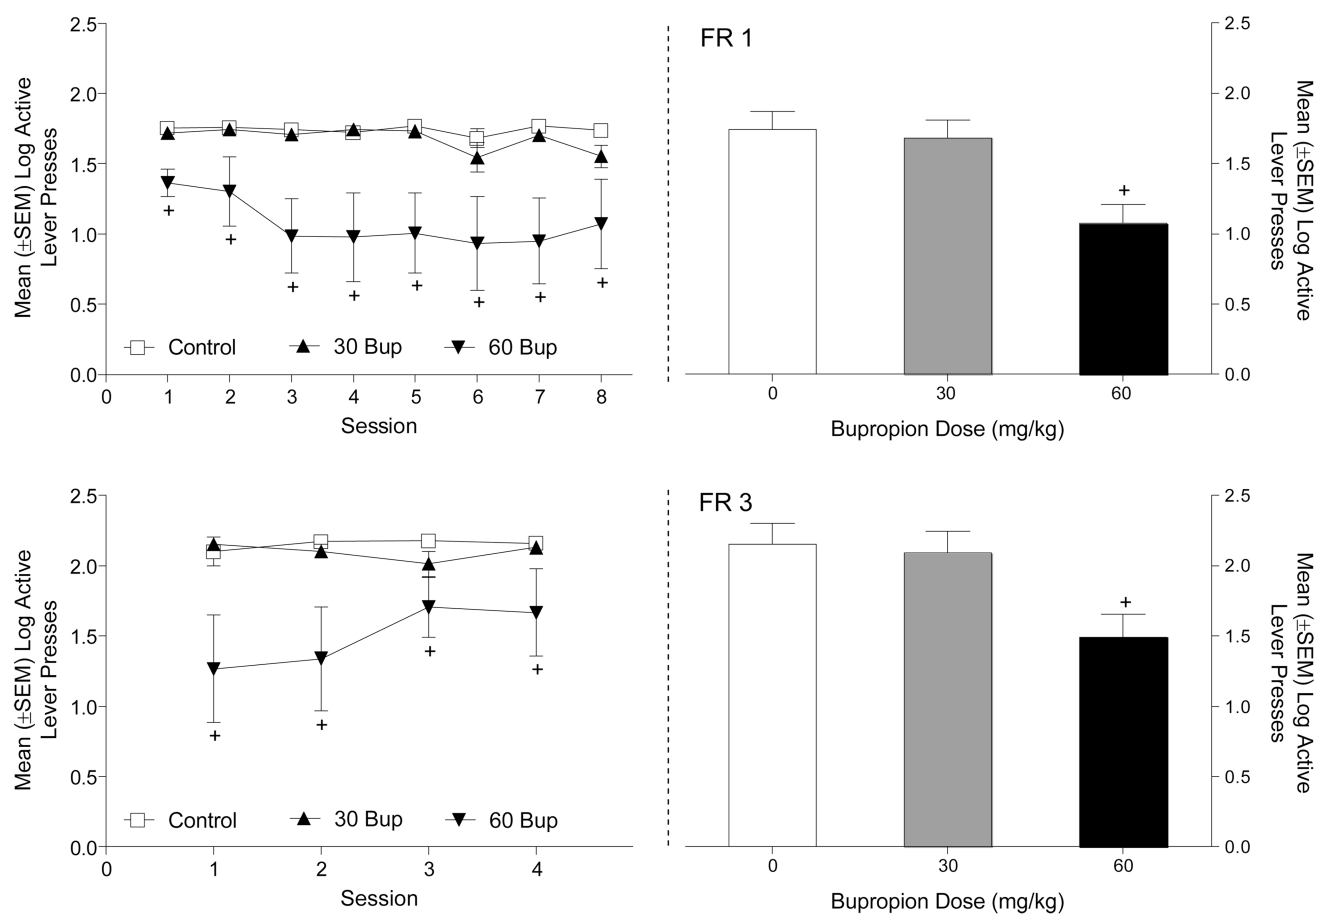 2.5
2.0
1.5
1.0
0.5
0.0
Mean (±SEM) Log Active
Lever Presses
+ + + + + + + +
Control 30 Bup 60 Bup
0 1 2 3 4 5 6 7 8
Session
FR 1
+
2.5
2.0
1.5
1.0
0.5
0.0
Mean (±SEM) Log Active
Lever Presses
0 30 60
Bupropion Dose (mg/kg)
2.5
2.0
1.5
1.0
0.5
0.0
Mean (±SEM) Log Active
Lever Presses
+ + + +
Control 30 Bup 60 Bup
0 1 2 3 4
Session
FR 3
+
2.5
2.0
1.5
1.0
0.5
0.0
Mean (±SEM) Log Active
Lever Presses
0 30 60
Bupropion Dose (mg/kg)